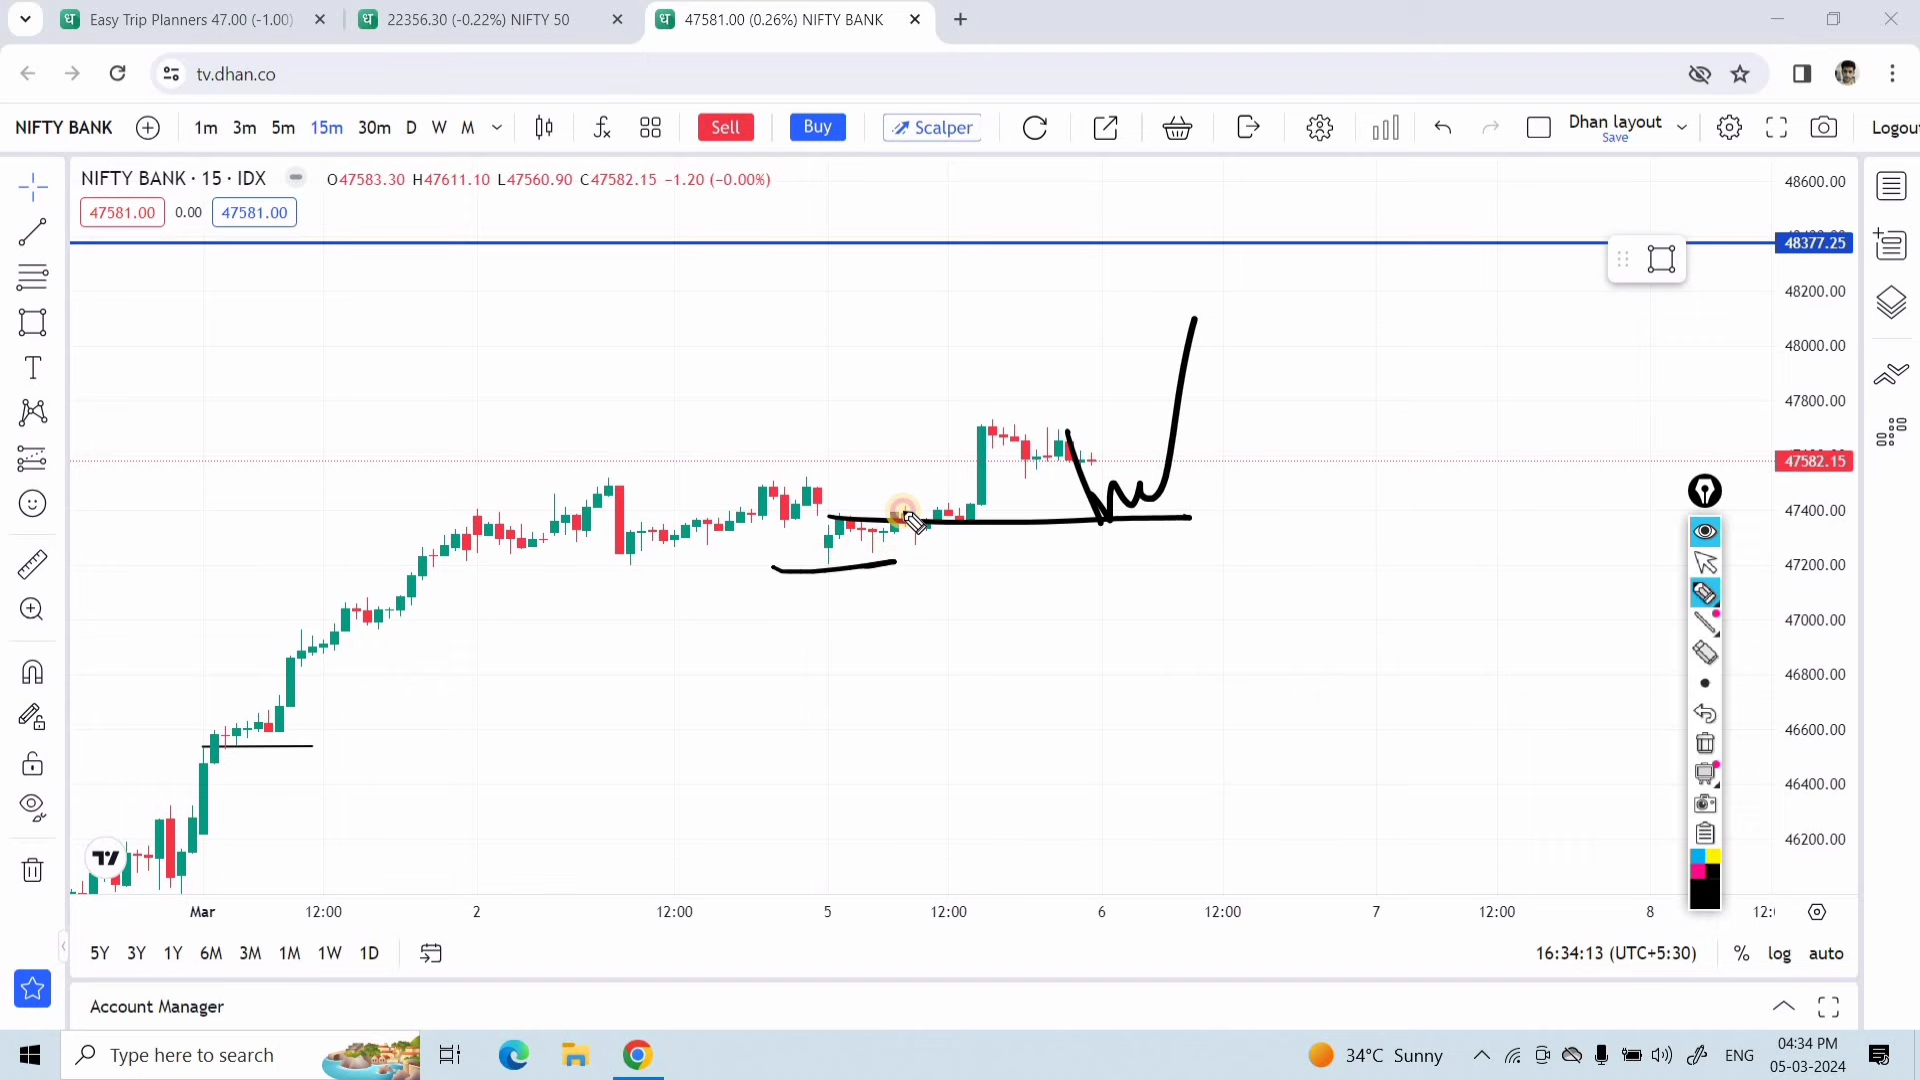 Easy Trip Planners 47.00 (-1.00)
22356.30 (-0.22%) NIFTY 50
47581.00 (0.26%) NIFTY BANK
tv.dhan.co
NIFTY BANK
1m 3m 5m 15m 30m D W M
Sell
Buy
Scalper
Dhan layout
Save
Logout
NIFTY BANK · 15 · IDX
O47583.30 H47611.10 L47560.90 C47582.15 −1.20 (−0.00%)
47581.00 0.00 47581.00
48600.00
48377.25
48200.00
48000.00
47800.00
47582.15
47400.00
47200.00
47000.00
46800.00
46600.00
46400.00
46200.00
Mar 12:00 2 12:00 5 12:00 6 12:00 7 12:00 8 12:
5Y 3Y 1Y 6M 3M 1M 1W 1D
16:34:13 (UTC+5:30) % log auto
Account Manager
Type here to search
34°C Sunny
ENG
04:34 PM
05-03-2024